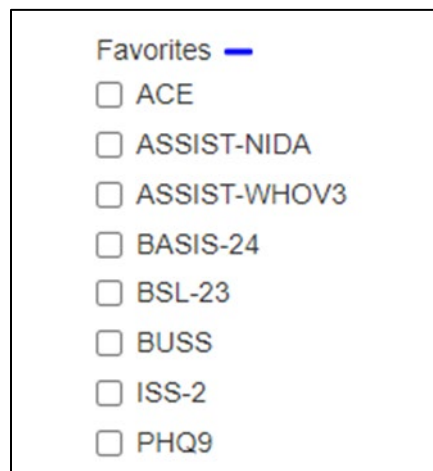 Favorites
ACE
ASSIST-NIDA
ASSIST-WHOV3
BASIS-24
BSL-23
BUSS
ISS-2
PHQ9